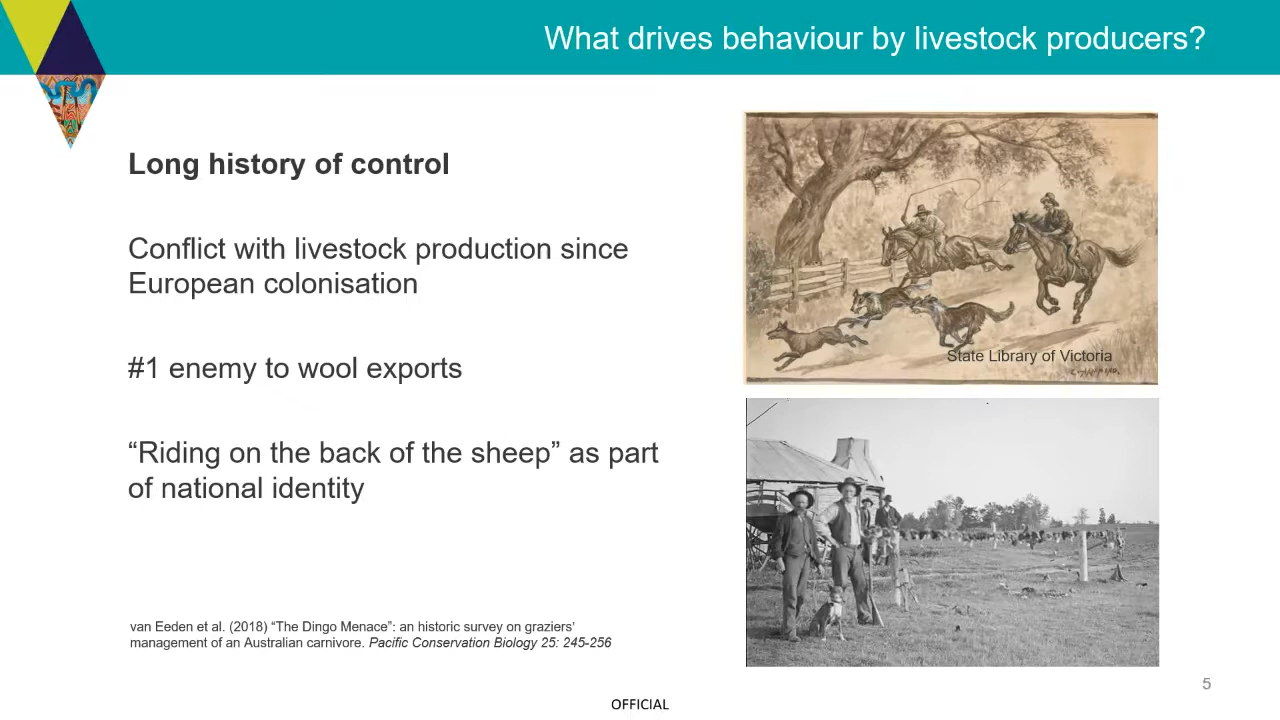 What drives behaviour by livestock producers?
Long history of control
Conflict with livestock production since
European colonisation
#1 enemy to wool exports
“Riding on the back of the sheep” as part
of national identity
State Library of Victoria
van Eeden et al. (2018) “The Dingo Menace”: an historic survey on graziers’
management of an Australian carnivore. Pacific Conservation Biology 25: 245-256
5
OFFICIAL